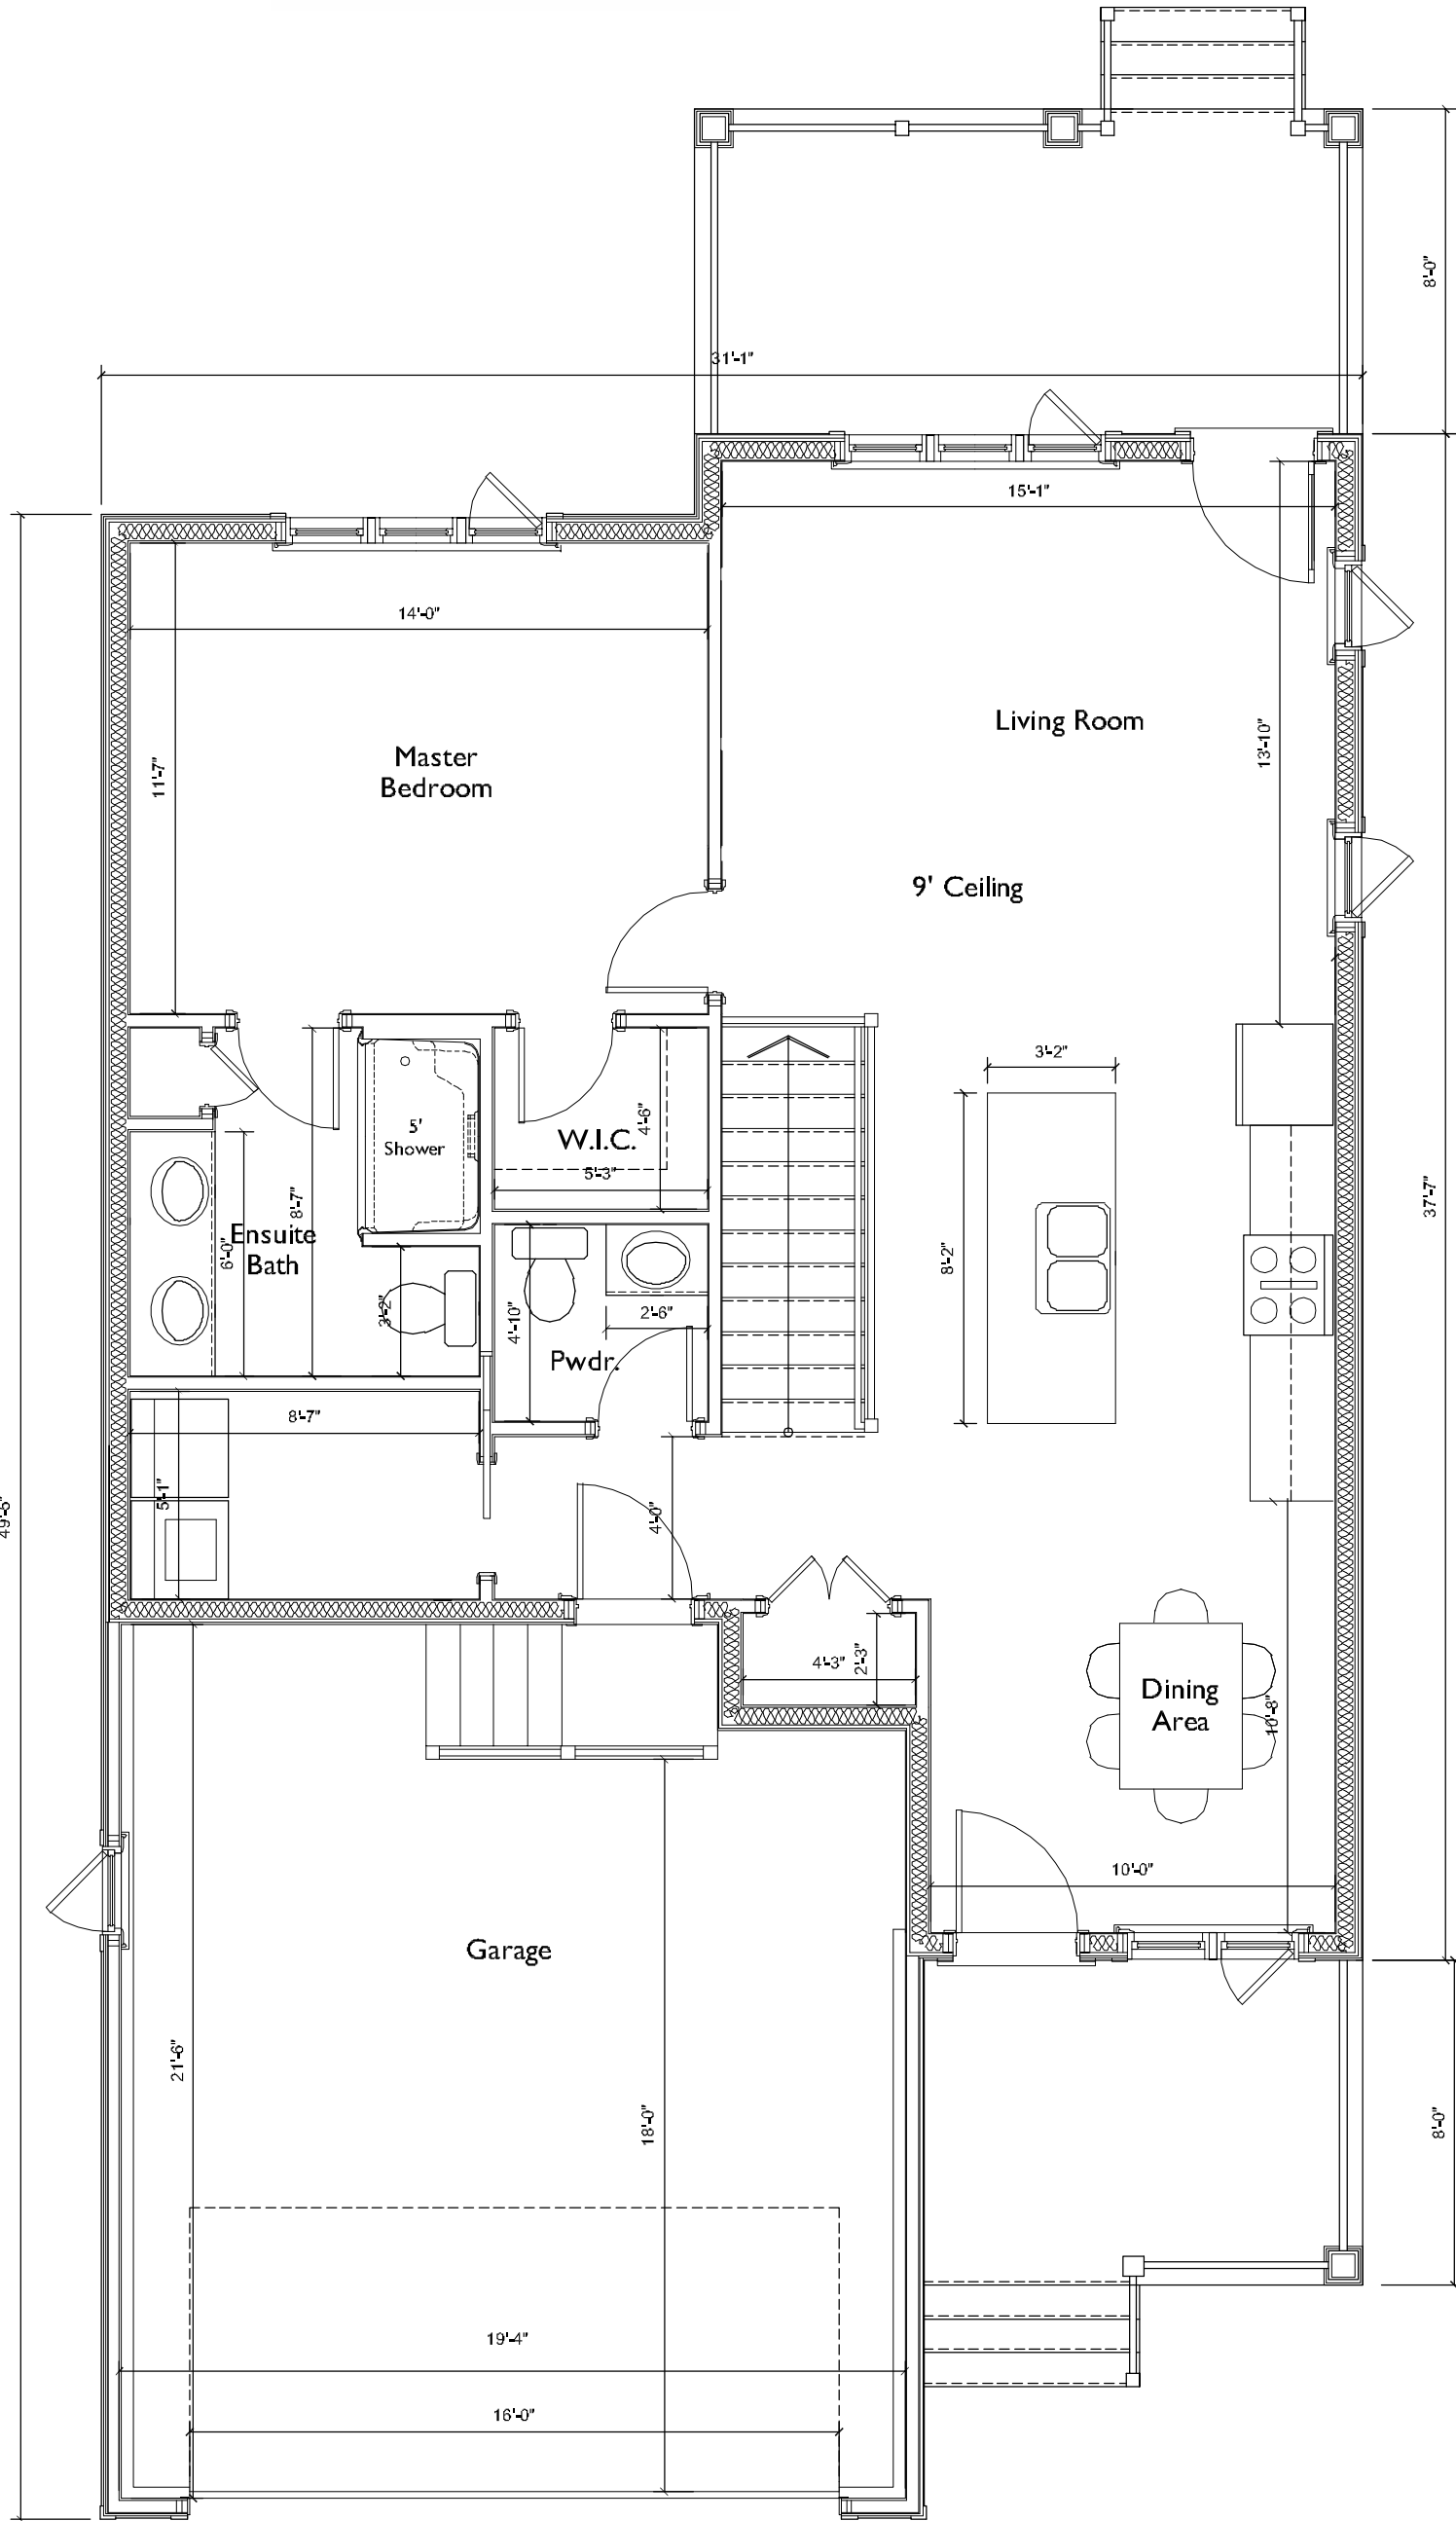 8'-0"
31'-1"
15'-1"
14'-0"
Living Room
13'-10"
Master
Bedroom
11'-7"
9' Ceiling
3'-2"
5'
Shower
W.I.C.
4'-6"
5'-3"
8'-7"
37'-7"
Ensuite
Bath
6'-0"
8'-2"
3'-2"
4'-10"
2'-6"
Pwdr.
8'-7"
5'-1"
4'-0"
4'-3"
2'-3"
Dining
Area
10'-8"
10'-0"
Garage
21'-6"
18'-0"
8'-0"
19'-4"
16'-0"